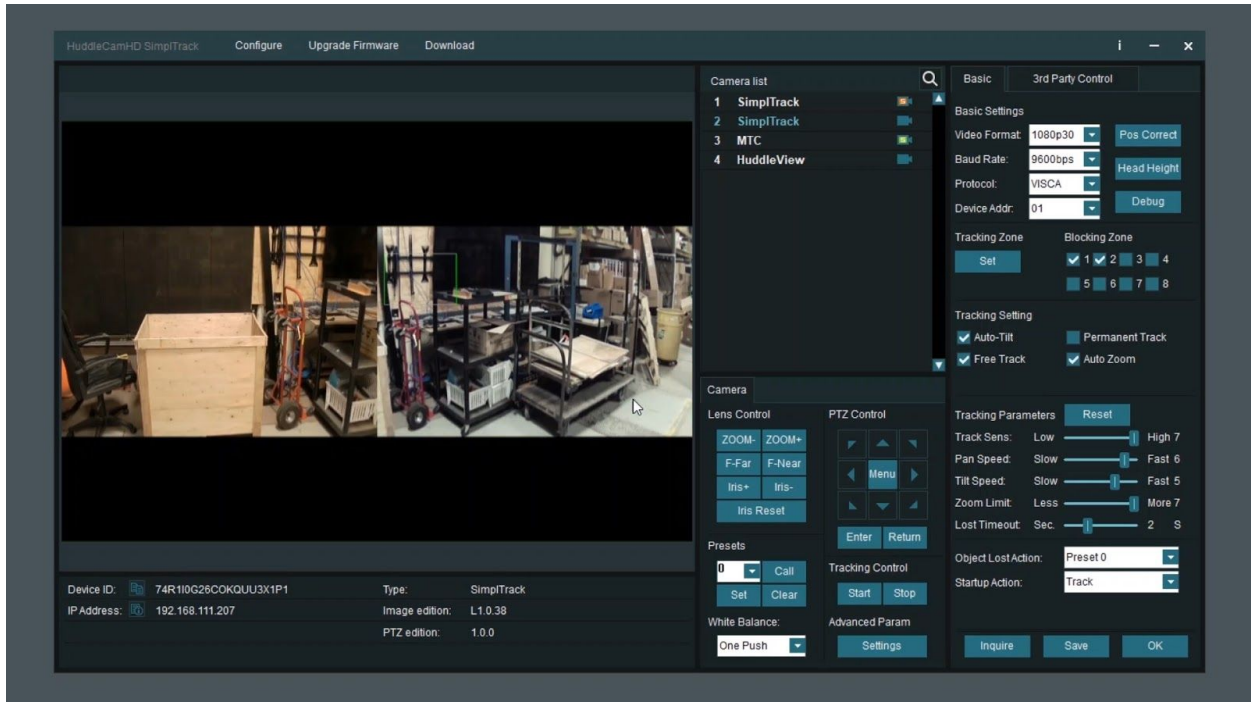 HuddleCamHD SimplTrack Configure Upgrade Firmware Download i
Camera list
1 SimplTrack
2 SimplTrack
3 MTC
4 HuddleView
Basic 3rd Party Control
Basic Settings
Video Format: 1080p30 Pos Correct
Baud Rate: 9600bps Head Height
Protocol: VISCA
Device Addr: 01 Debug
Tracking Zone Blocking Zone
Set 1 2 3 4
5 6 7 8
Tracking Setting
Auto-Tilt Permanent Track
Free Track Auto Zoom
Tracking Parameters Reset
Track Sens: Low High 7
Pan Speed: Slow Fast 6
Tilt Speed: Slow Fast 5
Zoom Limit: Less More 7
Lost Timeout: Sec. 2 S
Object Lost Action: Preset 0
Startup Action: Track
Inquire Save OK
Camera
Lens Control
ZOOM- ZOOM+
F-Far F-Near
Iris+ Iris-
Iris Reset
PTZ Control
Menu
Enter Return
Presets
0 Call
Set Clear
Tracking Control
Start Stop
White Balance:
One Push
Advanced Param
Settings
Device ID: 74R1I0G26COKQUU3X1P1 Type: SimplTrack
IP Address: 192.168.111.207 Image edition: L1.0.38
PTZ edition: 1.0.0